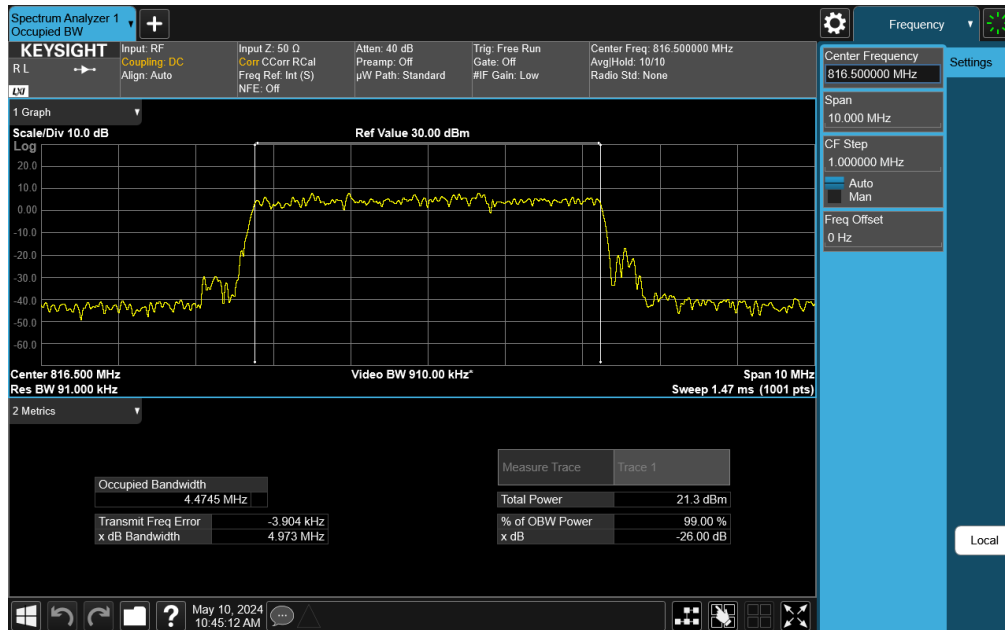 Spectrum Analyzer 1
Occupied BW
Frequency
KEYSIGHT
R L
LXI
Input: RF
Coupling: DC
Align: Auto
Input Z: 50 Ω
Corr CCorr RCal
Freq Ref: Int (S)
NFE: Off
Atten: 40 dB
Preamp: Off
µW Path: Standard
Trig: Free Run
Gate: Off
#IF Gain: Low
Center Freq: 816.500000 MHz
Avg|Hold: 10/10
Radio Std: None
Center Frequency
816.500000 MHz
Settings
Span
10.000 MHz
CF Step
1.000000 MHz
Auto
Man
Freq Offset
0 Hz
Local
1 Graph
Scale/Div 10.0 dB
Ref Value 30.00 dBm
Log
20.0
10.0
0.00
-10.0
-20.0
-30.0
-40.0
-50.0
-60.0
Center 816.500 MHz
Video BW 910.00 kHz*
Span 10 MHz
Res BW 91.000 kHz
Sweep 1.47 ms (1001 pts)
2 Metrics
Measure Trace Trace 1
Occupied Bandwidth
4.4745 MHz
Total Power 21.3 dBm
Transmit Freq Error -3.904 kHz
% of OBW Power 99.00 %
x dB Bandwidth 4.973 MHz
x dB -26.00 dB
?
May 10, 2024
10:45:12 AM